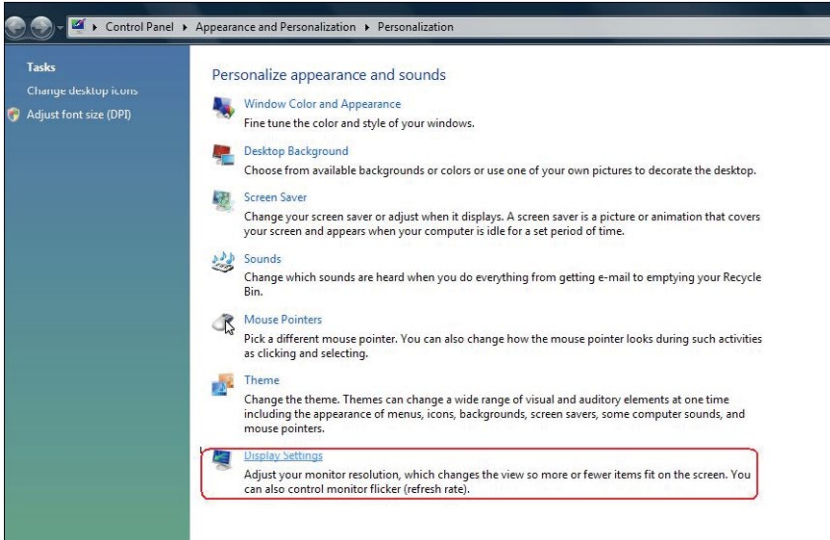 Control Panel ▸ Appearance and Personalization ▸ Personalization
Tasks
Change desktop icons
Adjust font size (DPI)
Personalize appearance and sounds
Window Color and Appearance
Fine tune the color and style of your windows.
Desktop Background
Choose from available backgrounds or colors or use one of your own pictures to decorate the desktop.
Screen Saver
Change your screen saver or adjust when it displays. A screen saver is a picture or animation that covers
your screen and appears when your computer is idle for a set period of time.
Sounds
Change which sounds are heard when you do everything from getting e-mail to emptying your Recycle
Bin.
Mouse Pointers
Pick a different mouse pointer. You can also change how the mouse pointer looks during such activities
as clicking and selecting.
Theme
Change the theme. Themes can change a wide range of visual and auditory elements at one time
including the appearance of menus, icons, backgrounds, screen savers, some computer sounds, and
mouse pointers.
Display Settings
Adjust your monitor resolution, which changes the view so more or fewer items fit on the screen. You
can also control monitor flicker (refresh rate).